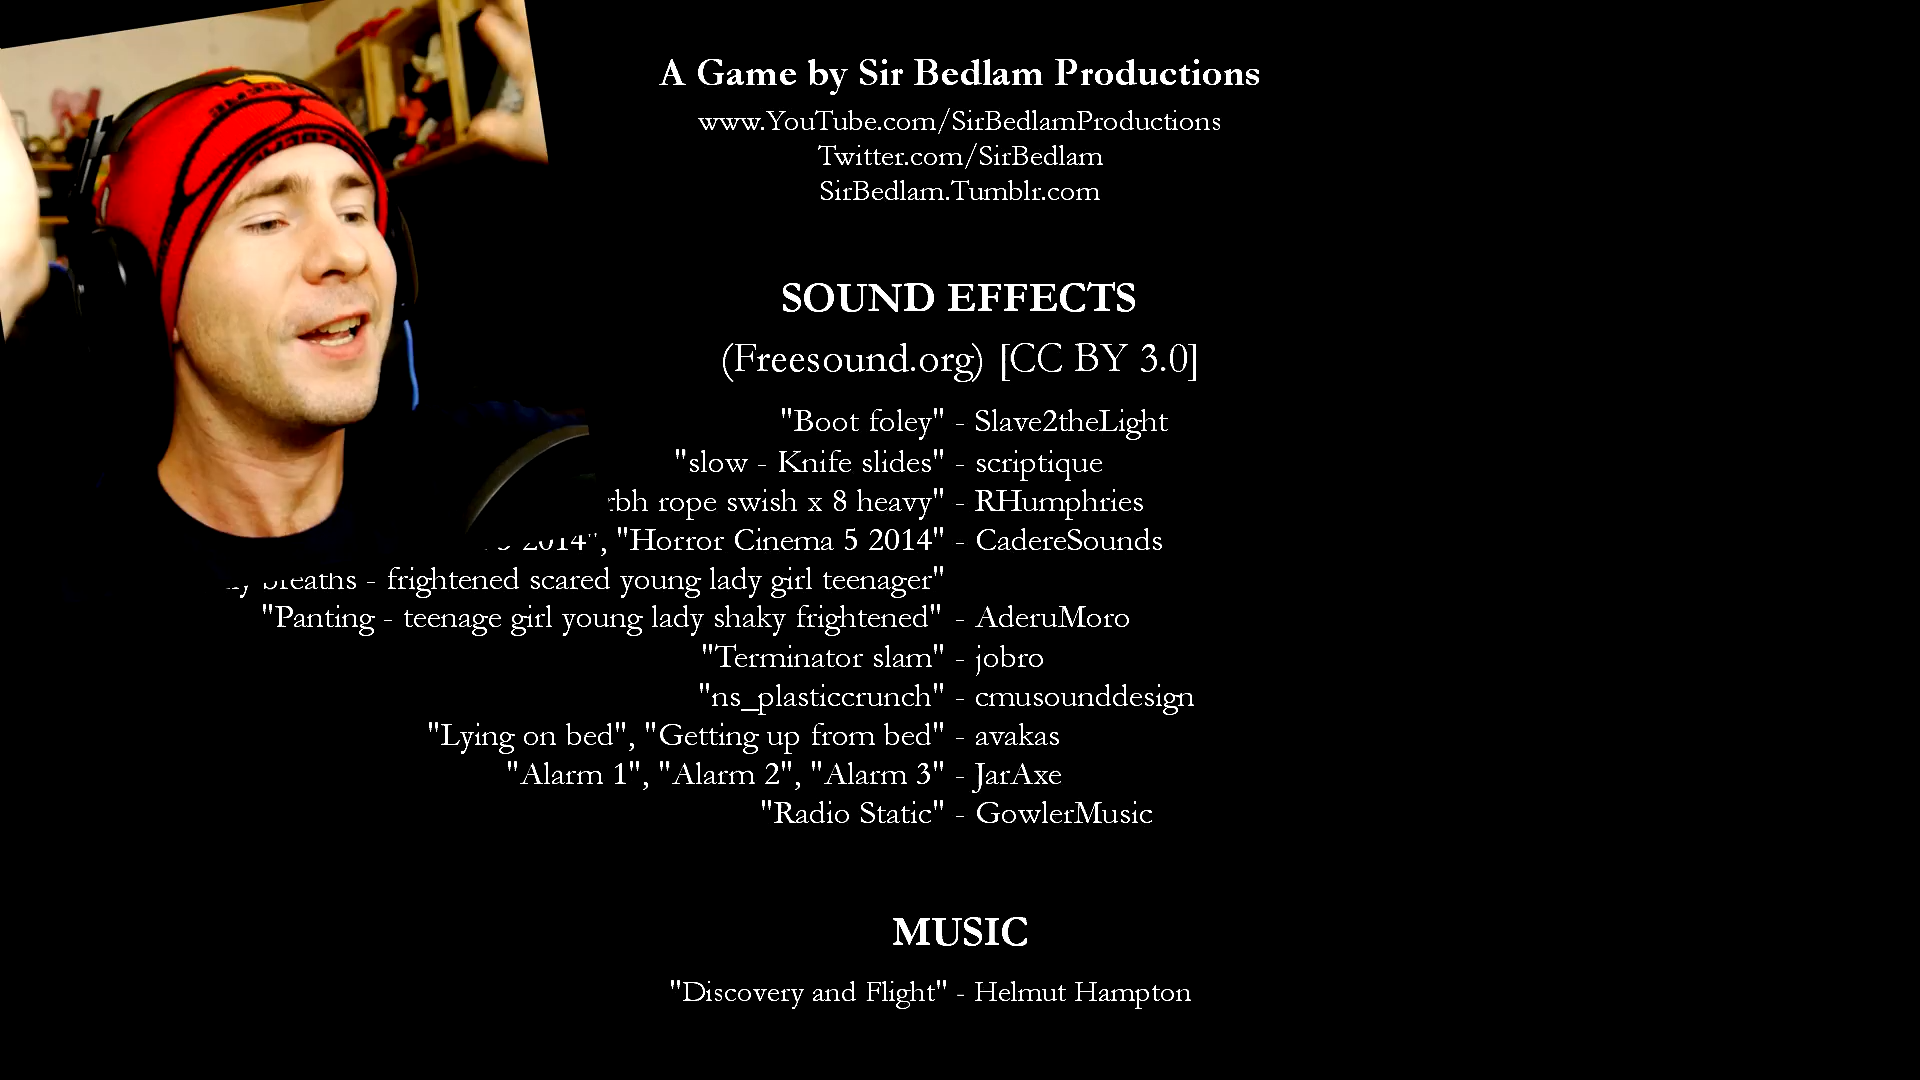 A Game by Sir Bedlam Productions
www.YouTube.com/SirBedlamProductions
Twitter.com/SirBedlam
SirBedlam.Tumblr.com
SOUND EFFECTS
(Freesound.org) [CC BY 3.0]
"Boot foley" - Slave2theLight
"slow - Knife slides" - scriptique
rbh rope swish x 8 heavy" - RHumphries
2014", "Horror Cinema 5 2014" - CadereSounds
breaths - frightened scared young lady girl teenager"
"Panting - teenage girl young lady shaky frightened" - AderuMoro
"Terminator slam" - jobro
"ns_plasticcrunch" - cmusounddesign
"Lying on bed", "Getting up from bed" - avakas
"Alarm 1", "Alarm 2", "Alarm 3" - JarAxe
"Radio Static" - GowlerMusic
MUSIC
"Discovery and Flight" - Helmut Hampton